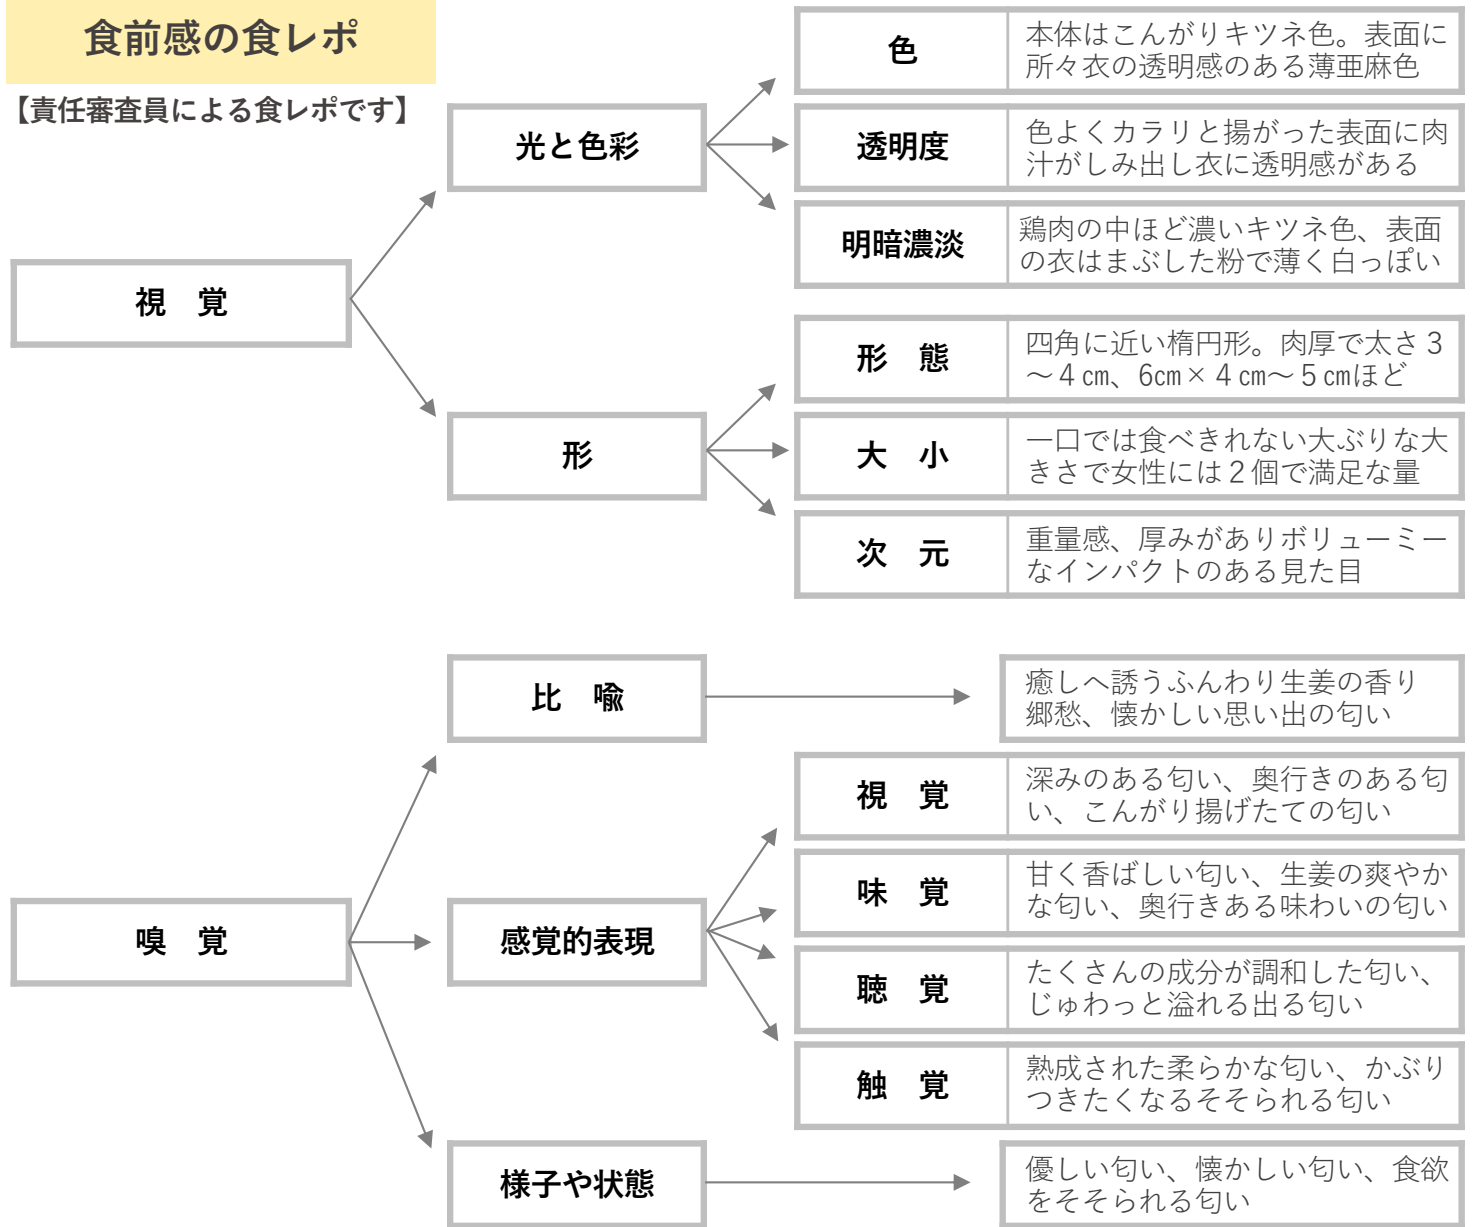 食前感の食レポ
【責任審査員による食レポです】
視　覚
光と色彩
色
本体はこんがりキツネ色。表面に
所々衣の透明感のある薄亜麻色
透明度
色よくカラリと揚がった表面に肉
汁がしみ出し衣に透明感がある
明暗濃淡
鶏肉の中ほど濃いキツネ色、表面
の衣はまぶした粉で薄く白っぽい
形
形　態
四角に近い楕円形。肉厚で太さ３
～４㎝、6㎝×４㎝～５㎝ほど
大　小
一口では食べきれない大ぶりな大
きさで女性には２個で満足な量
次　元
重量感、厚みがありボリューミー
なインパクトのある見た目
嗅　覚
比　喩
癒しへ誘うふんわり生姜の香り
郷愁、懐かしい思い出の匂い
感覚的表現
視　覚
深みのある匂い、奥行きのある匂
い、こんがり揚げたての匂い
味　覚
甘く香ばしい匂い、生姜の爽やか
な匂い、奥行きある味わいの匂い
聴　覚
たくさんの成分が調和した匂い、
じゅわっと溢れる出る匂い
触　覚
熟成された柔らかな匂い、かぶり
つきたくなるそそられる匂い
様子や状態
優しい匂い、懐かしい匂い、食欲
をそそられる匂い